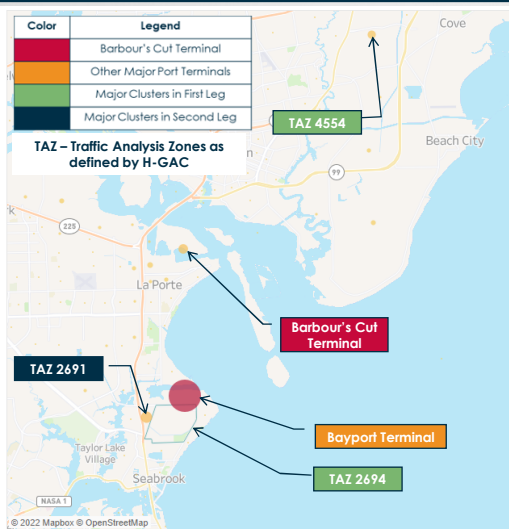 Color Legend
Barbour's Cut Terminal
Other Major Port Terminals
Major Clusters in First Leg
Major Clusters in Second Leg
TAZ – Traffic Analysis Zones as
defined by H-GAC
Cove
TAZ 4554
Beach City
99
225
La Porte
Barbour's Cut
Terminal
TAZ 2691
Bayport Terminal
Taylor Lake
Village
TAZ 2694
Seabrook
NASA 1
© 2022 Mapbox © OpenStreetMap